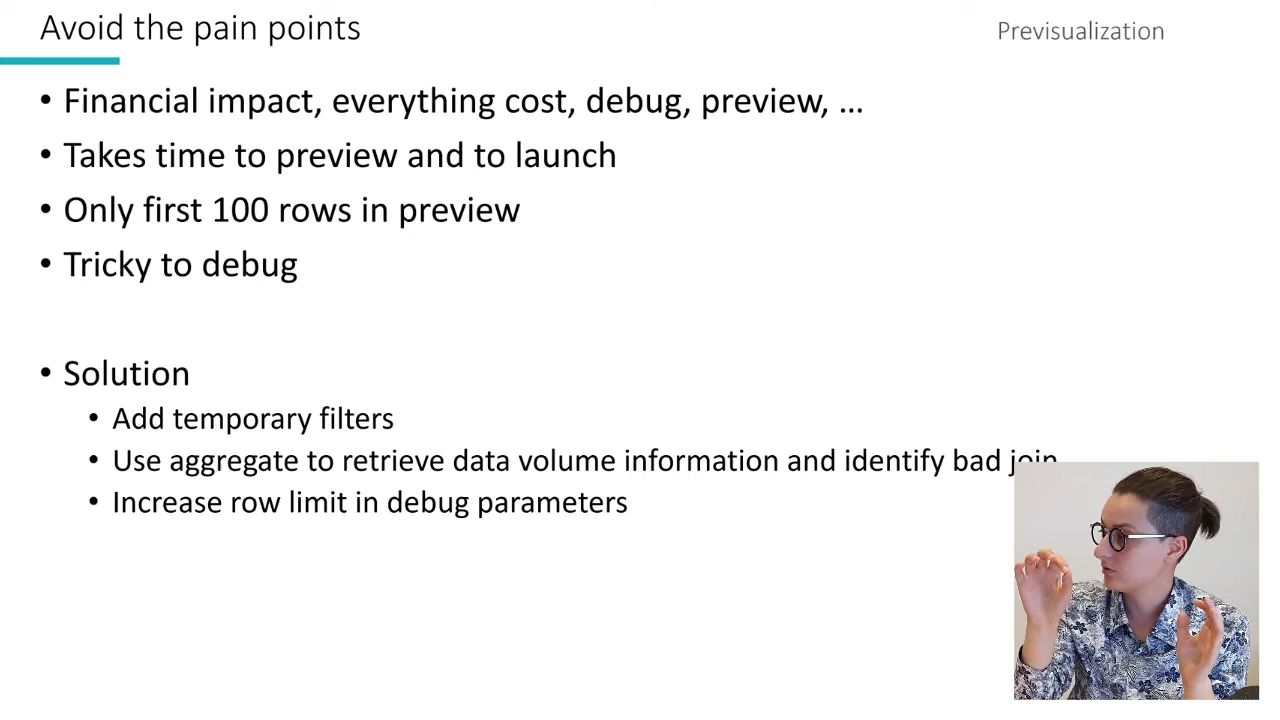 Avoid the pain points
Previsualization
• Financial impact, everything cost, debug, preview, …
• Takes time to preview and to launch
• Only first 100 rows in preview
• Tricky to debug
• Solution
• Add temporary filters
• Use aggregate to retrieve data volume information and identify bad join
• Increase row limit in debug parameters